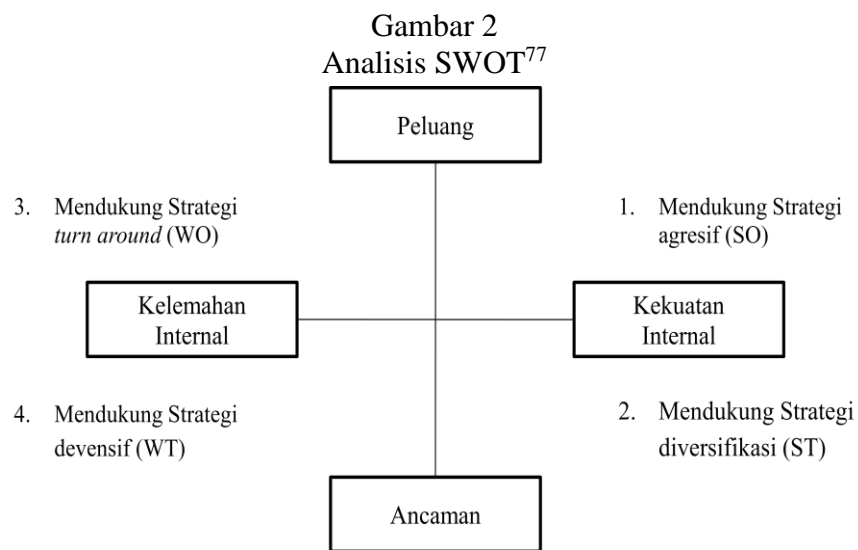 Gambar 2
Analisis SWOT77
Peluang
3. Mendukung Strategi
turn around (WO)
1. Mendukung Strategi
agresif (SO)
Kelemahan
Internal
Kekuatan
Internal
4. Mendukung Strategi
devensif (WT)
2. Mendukung Strategi
diversifikasi (ST)
Ancaman